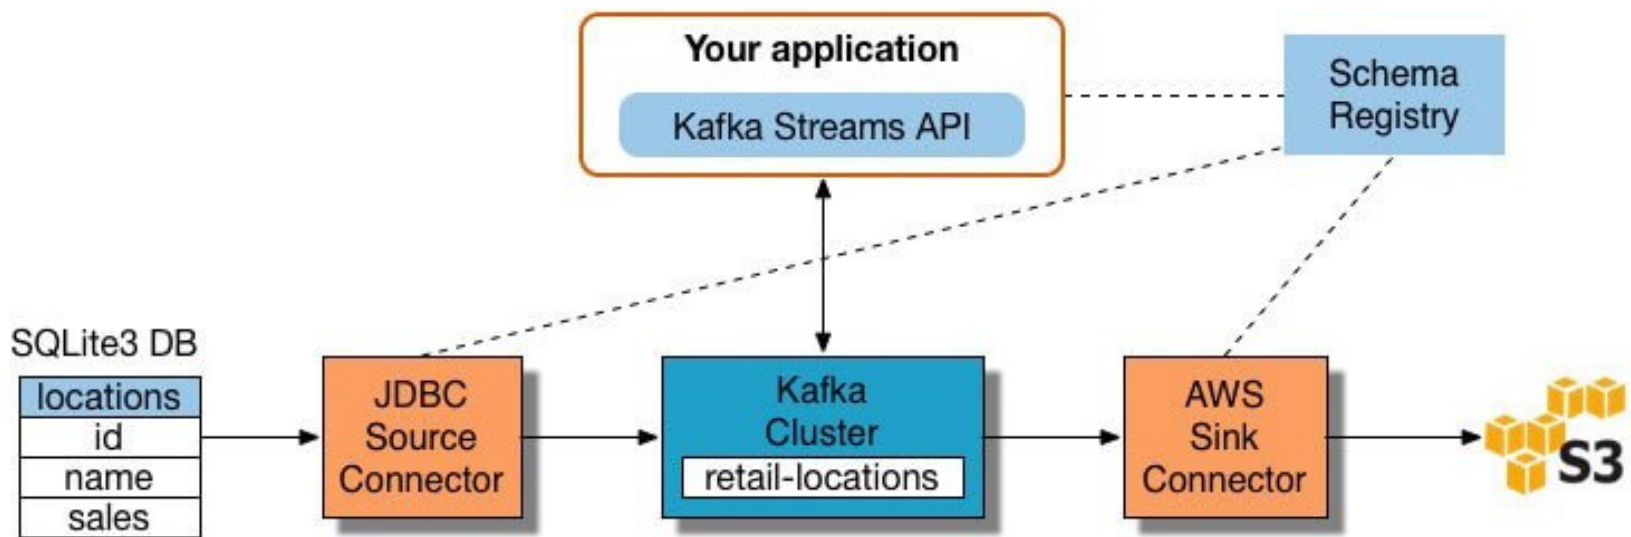 Your application
Kafka Streams API
Schema
Registry
SQLite3 DB
locations
id
name
sales
JDBC
Source
Connector
Kafka
Cluster
retail-locations
AWS
Sink
Connector
S3